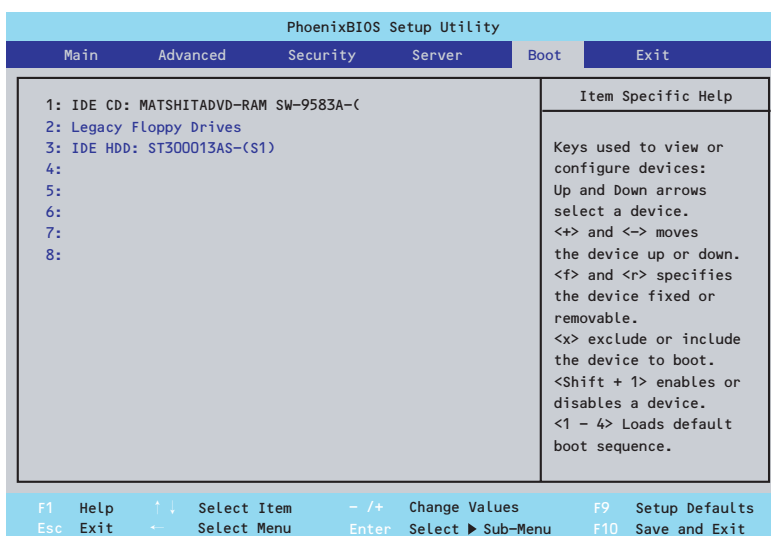 PhoenixBIOS Setup Utility
Main Advanced Security Server Boot Exit
1: IDE CD: MATSHITADVD-RAM SW-9583A-(
2: Legacy Floppy Drives
3: IDE HDD: ST300013AS-(S1)
4:
5:
6:
7:
8:
Item Specific Help
Keys used to view or
configure devices:
Up and Down arrows
select a device.
<+> and <-> moves
the device up or down.
<f> and <r> specifies
the device fixed or
removable.
<x> exclude or include
the device to boot.
<Shift + 1> enables or
disables a device.
<1 – 4> Loads default
boot sequence.
F1 Help ↑↓ Select Item – /+ Change Values F9 Setup Defaults
Esc Exit ← Select Menu Enter Select ▶ Sub-Menu F10 Save and Exit